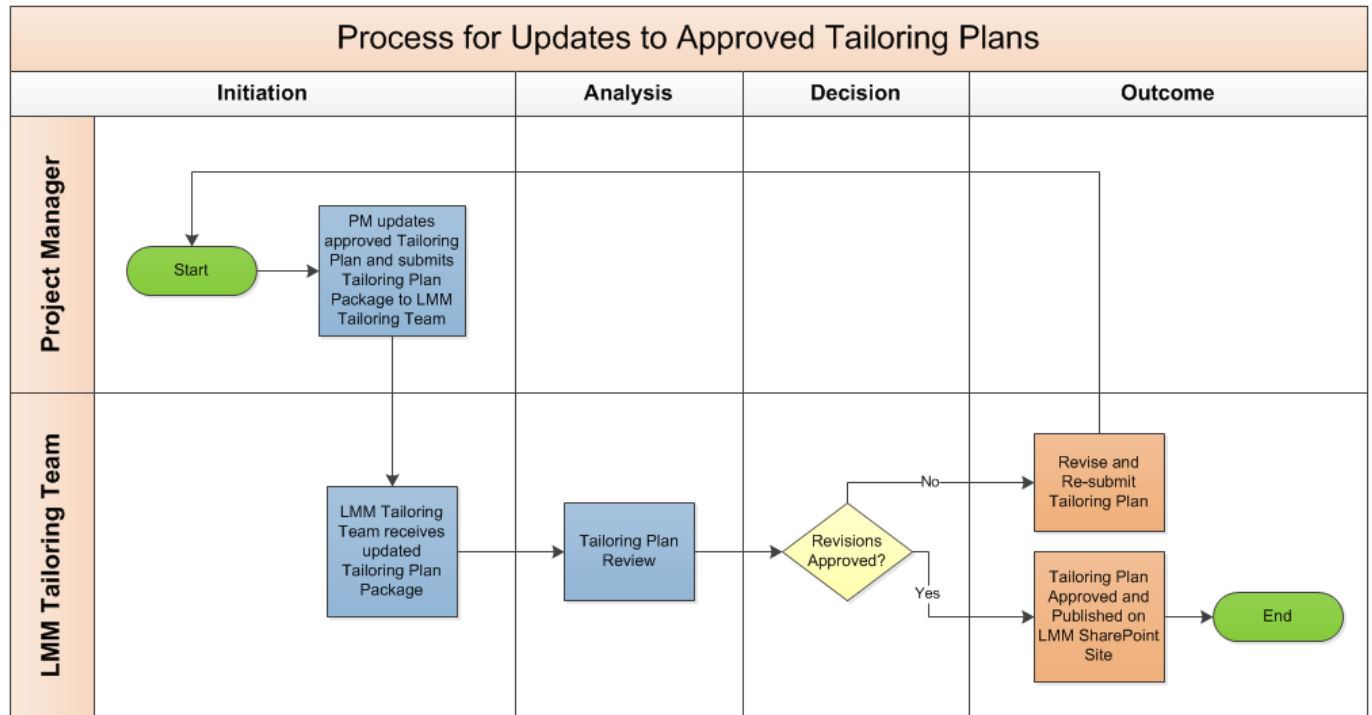 Process for Updates to Approved Tailoring Plans
Initiation
Analysis
Decision
Outcome
Project Manager
Start
PM updates
approved Tailoring
Plan and submits
Tailoring Plan
Package to LMM
Tailoring Team
LMM Tailoring Team
LMM Tailoring
Team receives
updated
Tailoring Plan
Package
Tailoring Plan
Review
Revisions
Approved?
No
Yes
Revise and
Re-submit
Tailoring Plan
Tailoring Plan
Approved and
Published on
LMM SharePoint
Site
End